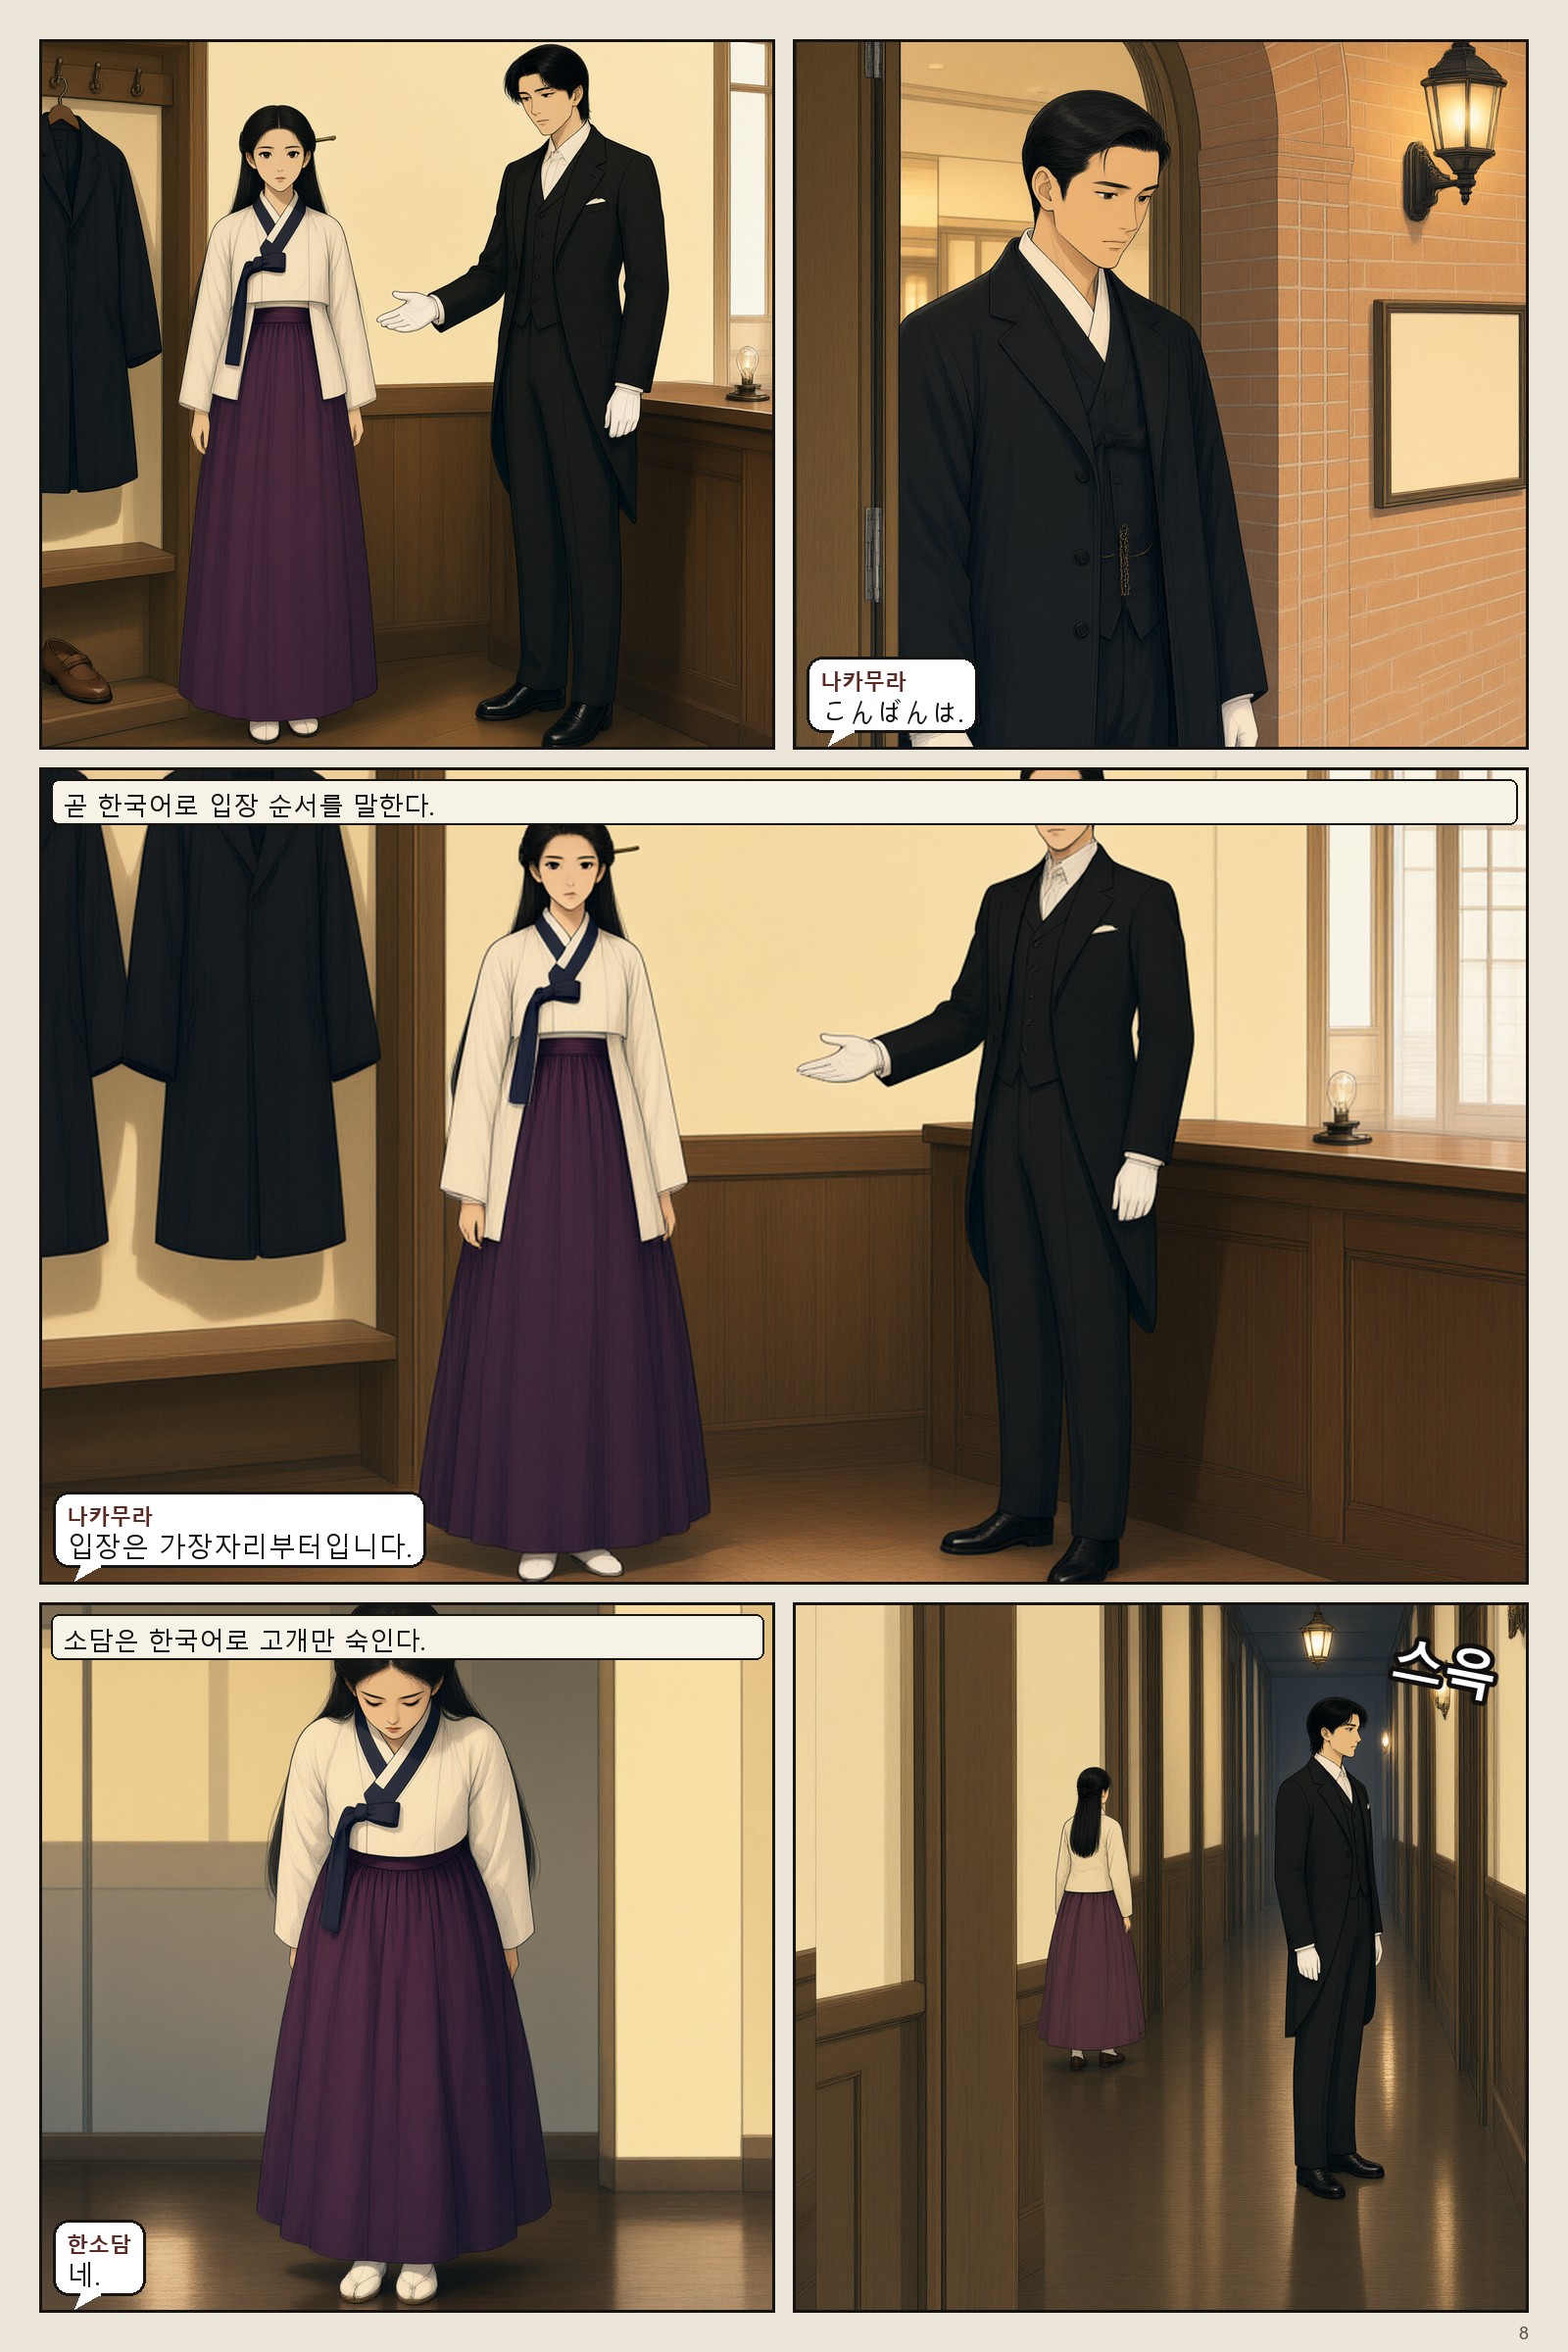 나카무라
こんばんは.
곧 한국어로 입장 순서를 말한다.
나카무라
입장은 가장자리부터입니다.
소담은 한국어로 고개만 숙인다.
한소담
네.
스윽
8